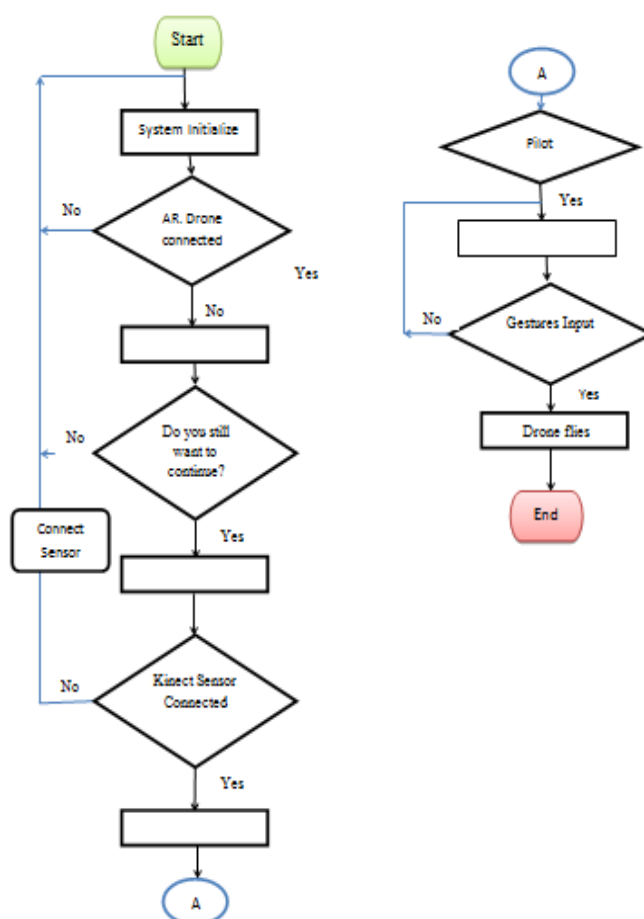 Start
System Initialize
No
AR. Drone
connected
Yes
No
No
Do you still
want to
continue?
Connect
Sensor
Yes
No
Kinect Sensor
Connected
Yes
A
A
Pilot
Yes
No
Gestures Input
Yes
Drone flies
End